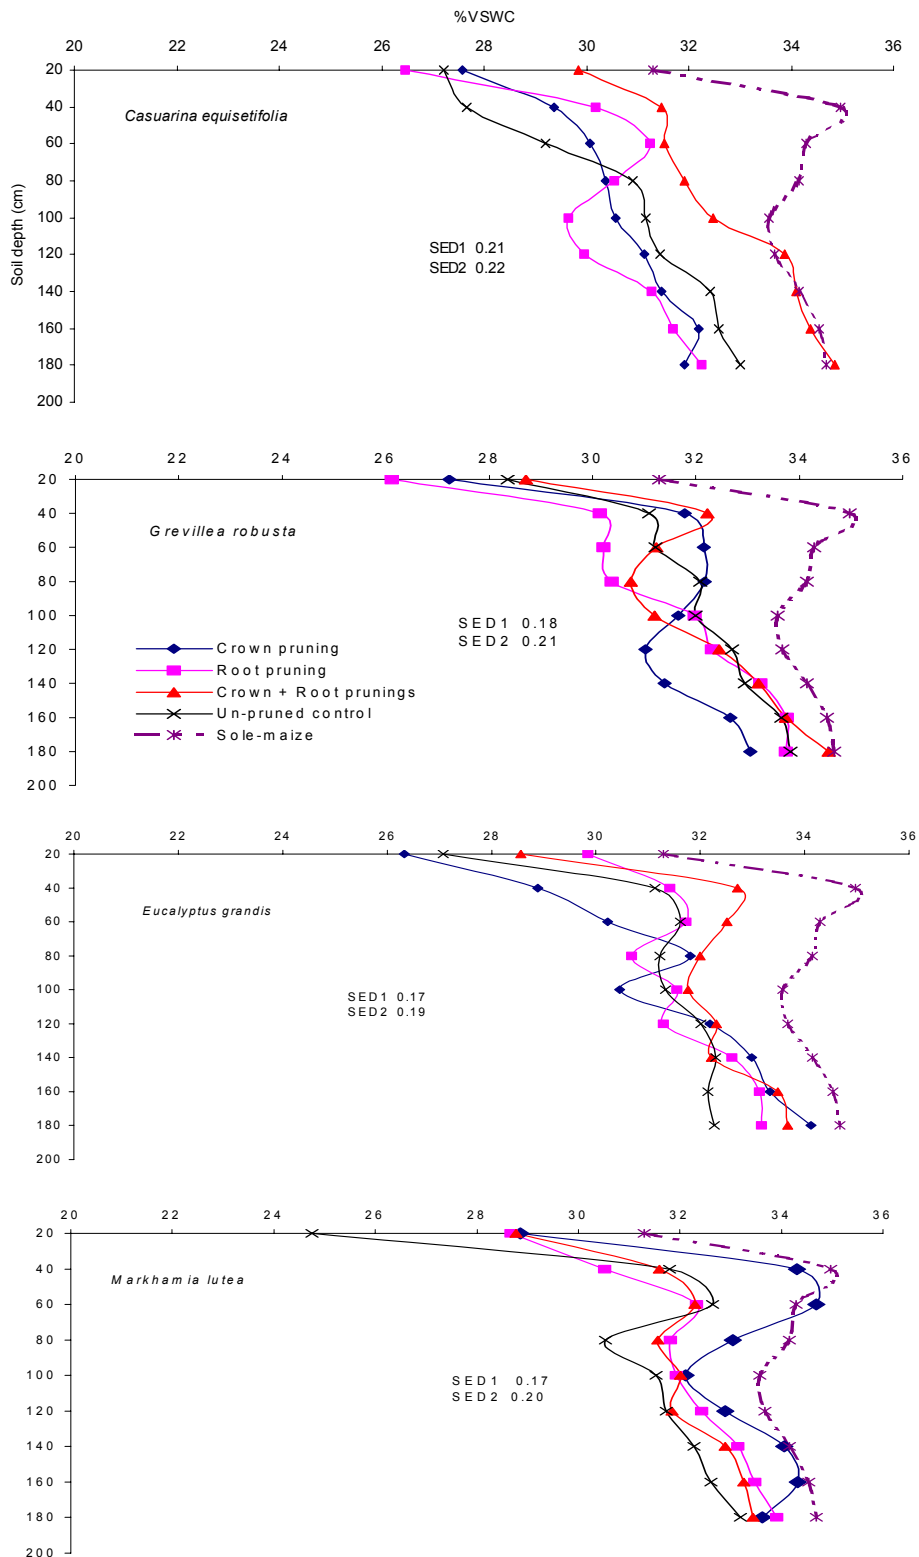 %VSWC
20 22 24 26 28 30 32 34 36
20
40
60
80
100
120
140
160
180
200
Soil depth (cm)
Casuarina equisetifolia
SED1 0.21
SED2 0.22
20 22 24 26 28 30 32 34 36
20
40
60
80
100
120
140
160
180
200
Grevillea robusta
SED1 0.18
SED2 0.21
Crown pruning
Root pruning
Crown + Root prunings
Un-pruned control
Sole-maize
20 22 24 26 28 30 32 34 36
20
40
60
80
100
120
140
160
180
200
Eucalyptus grandis
SED1 0.17
SED2 0.19
20 22 24 26 28 30 32 34 36
20
40
60
80
100
120
140
160
180
200
Markhamia lutea
SED1 0.17
SED2 0.20